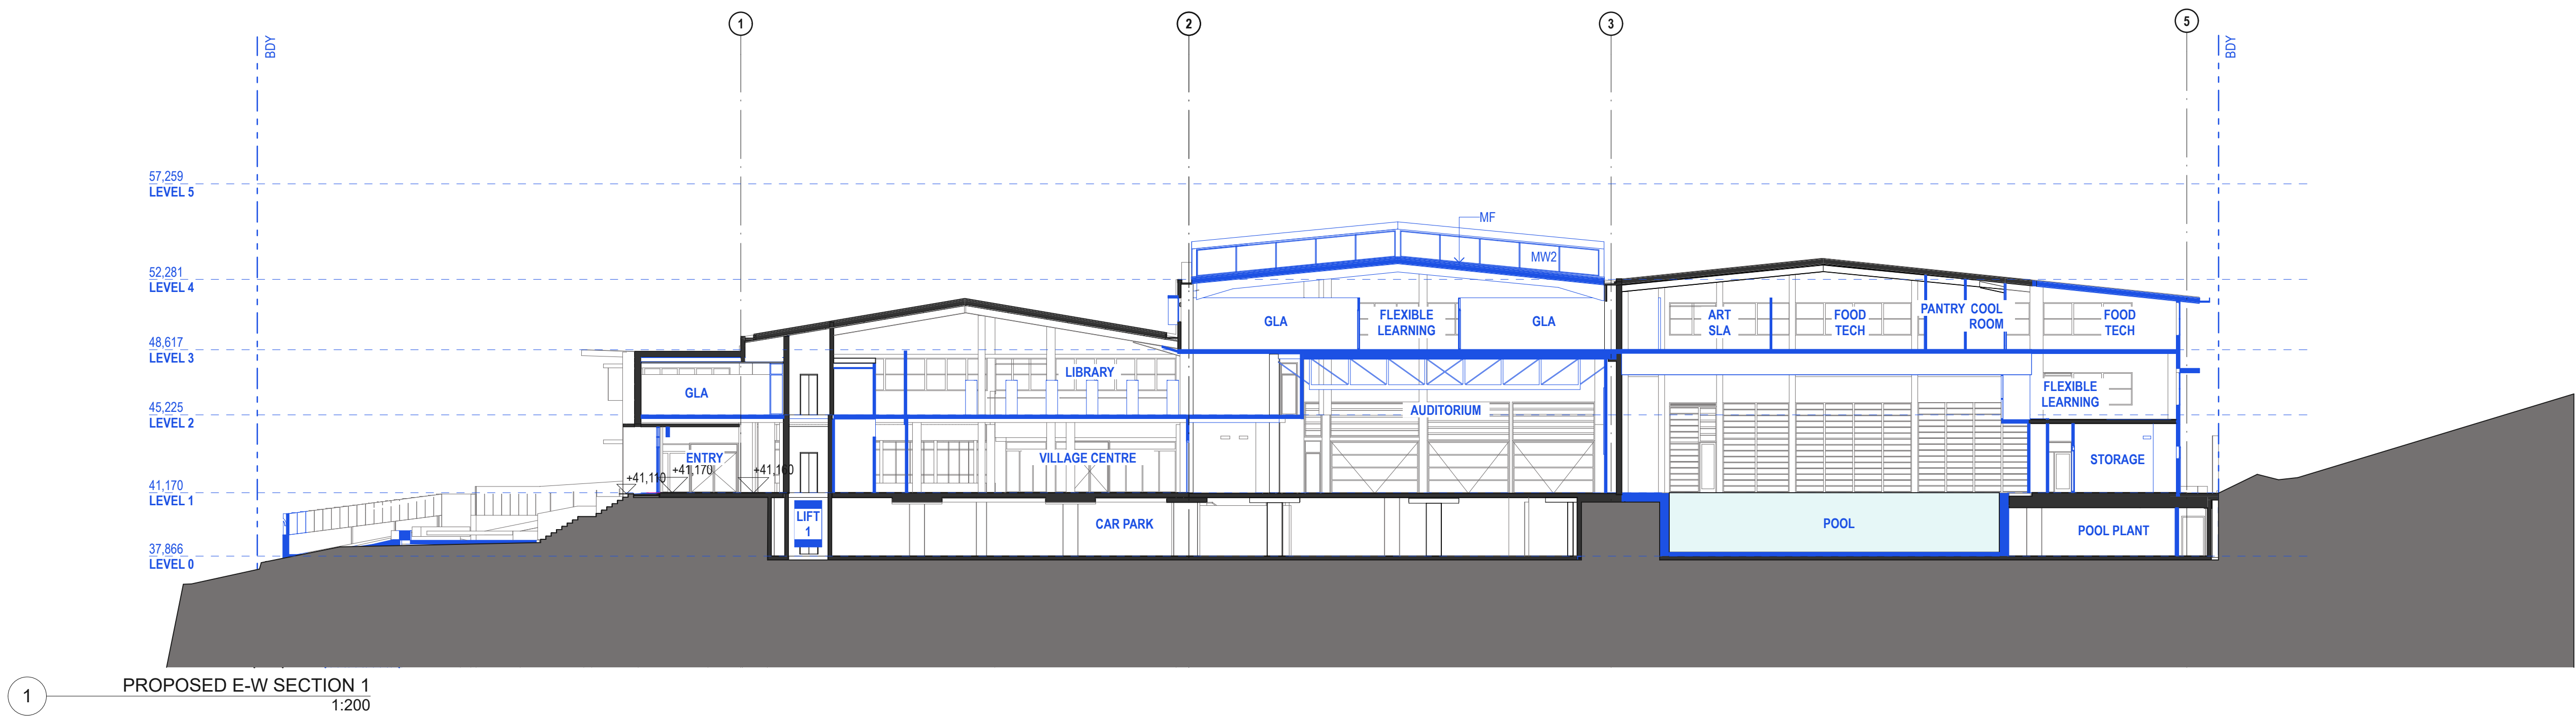 1
2
3
5
BDY
BDY
57,259
LEVEL 5
MF
MW2
52,281
LEVEL 4
GLA
FLEXIBLE
LEARNING
GLA
ART
SLA
FOOD
TECH
PANTRY
COOL
ROOM
FOOD
TECH
48,617
LEVEL 3
GLA
LIBRARY
FLEXIBLE
LEARNING
45,225
LEVEL 2
AUDITORIUM
ENTRY
VILLAGE CENTRE
STORAGE
+41,110
+41,170
+41,160
41,170
LEVEL 1
LIFT
1
CAR PARK
POOL
POOL PLANT
37,866
LEVEL 0
1
PROPOSED E-W SECTION 1
1:200